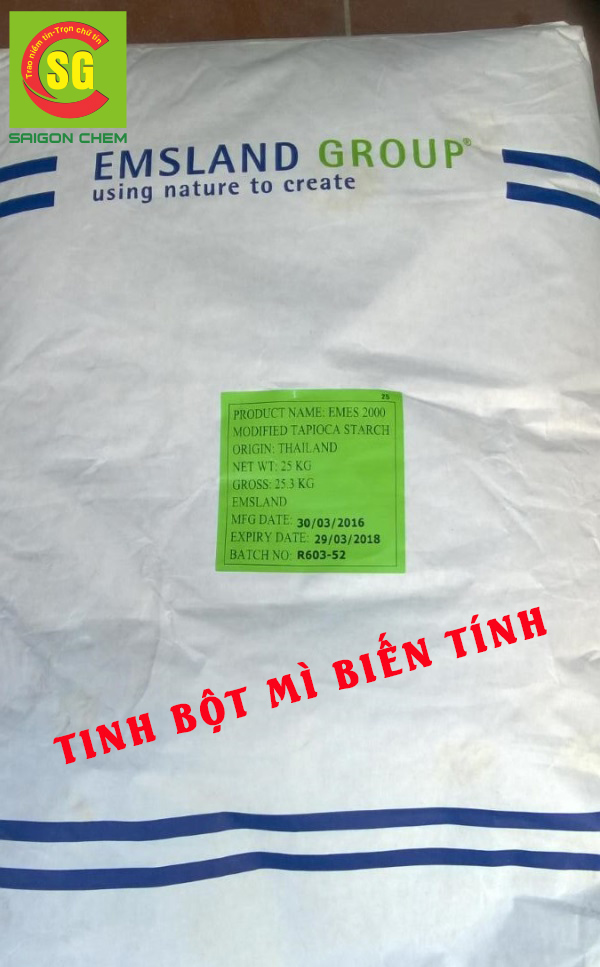 Trao niềm tin-Trọn chữ tín
SG
SAIGON CHEM
EMSLAND GROUP®
using nature to create
25
PRODUCT NAME: EMES 2000
MODIFIED TAPIOCA STARCH
ORIGIN: THAILAND
NET WT: 25 KG
GROSS: 25.3 KG
EMSLAND
MFG DATE: 30/03/2016
EXPIRY DATE: 29/03/2018
BATCH NO: R603-52
TINH BỘT MÌ BIẾN TÍNH